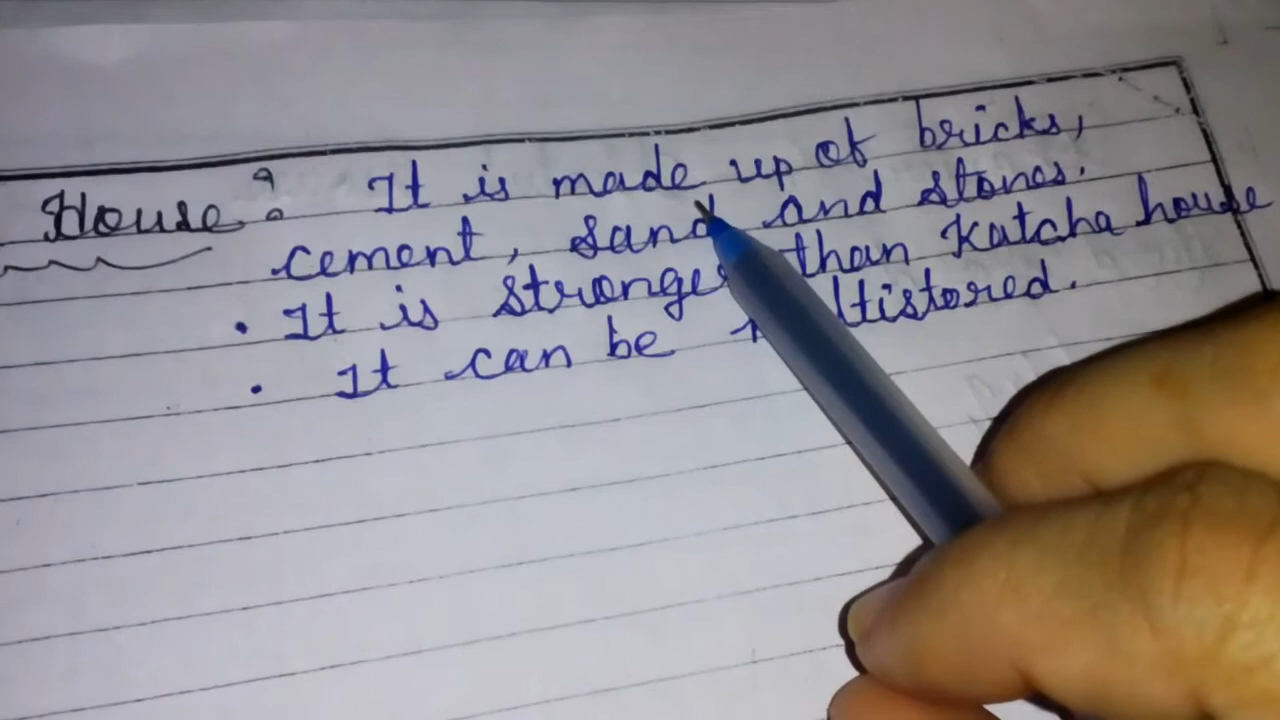 House : It is made up of bricks,
cement, sand and stones.
• It is stronger than Katcha house
• It can be multistored.